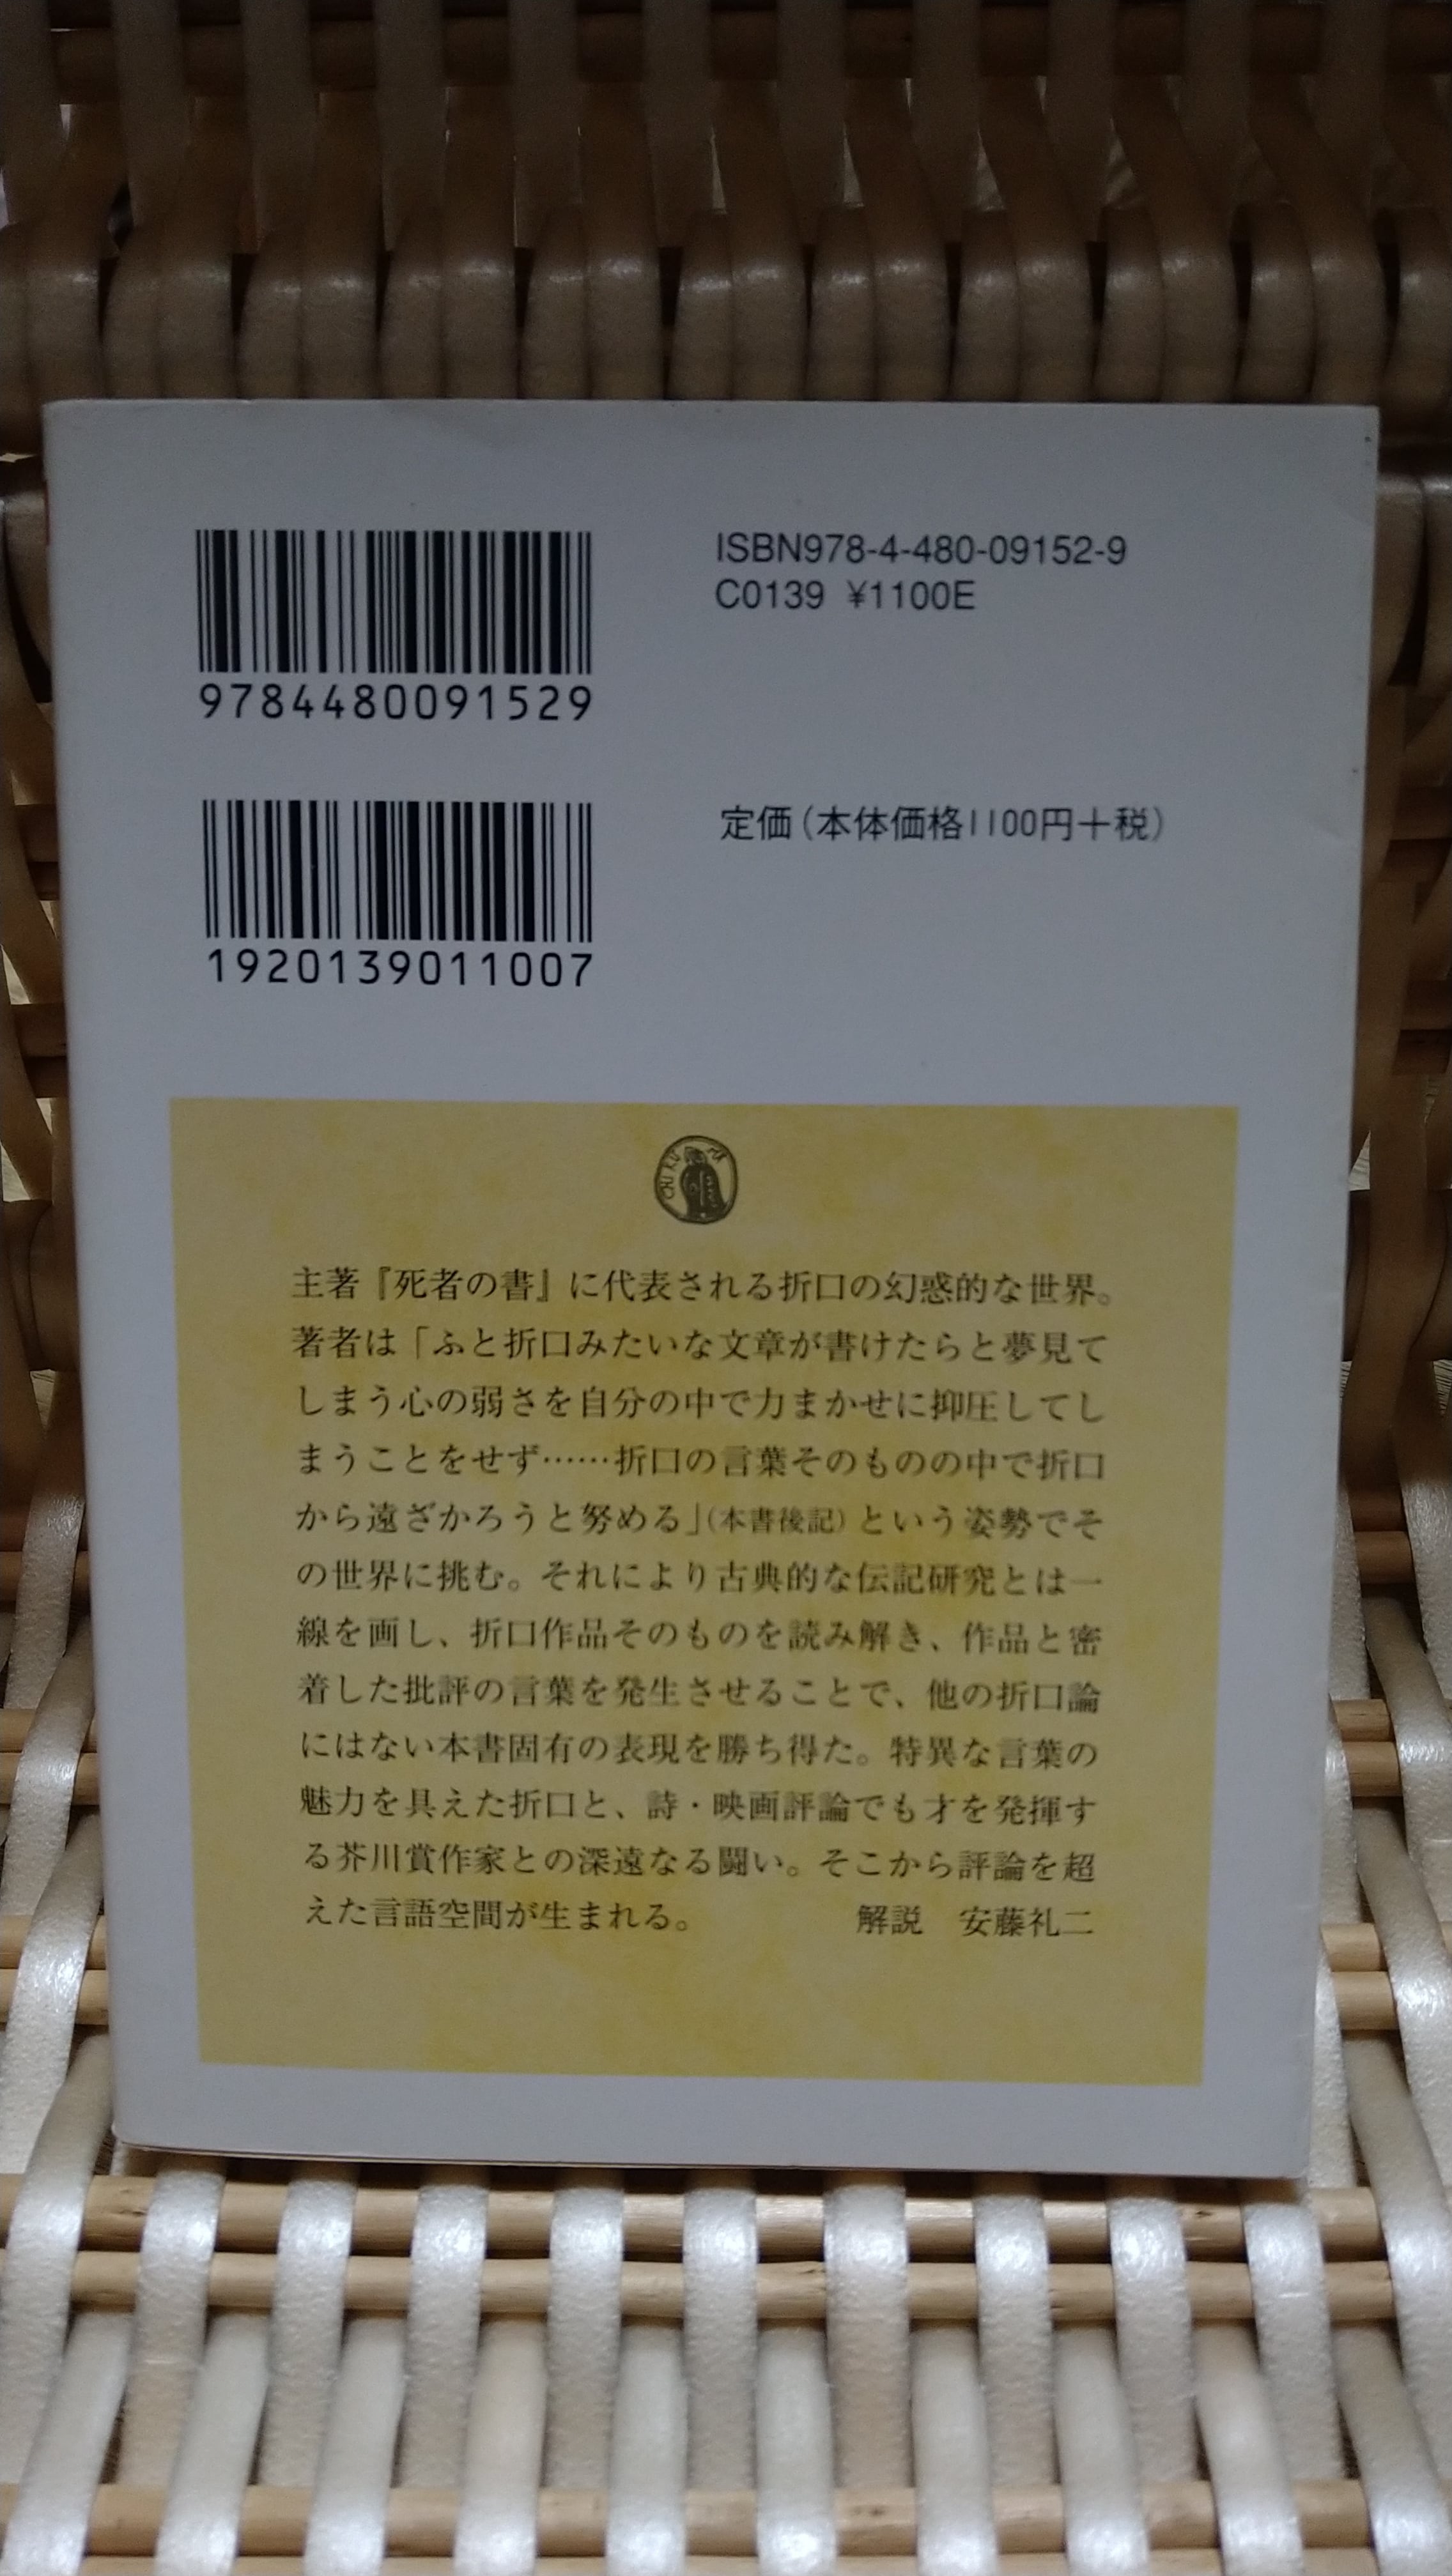 ISBN978-4-480-09152-9
C0139 ¥1100E
9784480091529
定価(本体価格1100円+税)
1920139011007
CHIKUMA
主著『死者の書』に代表される折口の幻惑的な世界。
著者は「ふと折口みたいな文章が書けたらと夢見て
しまう心の弱さを自分の中で力まかせに抑圧してし
まうことをせず……折口の言葉そのものの中で折口
から遠ざかろうと努める」(本書後記)という姿勢でそ
の世界に挑む。それにより古典的な伝記研究とは一
線を画し、折口作品そのものを読み解き、作品と密
着した批評の言葉を発生させることで、他の折口論
にはない本書固有の表現を勝ち得た。特異な言葉の
魅力を具えた折口と、詩・映画評論でも才を発揮す
る芥川賞作家との深遠なる闘い。そこから評論を超
えた言語空間が生まれる。 解説 安藤礼二